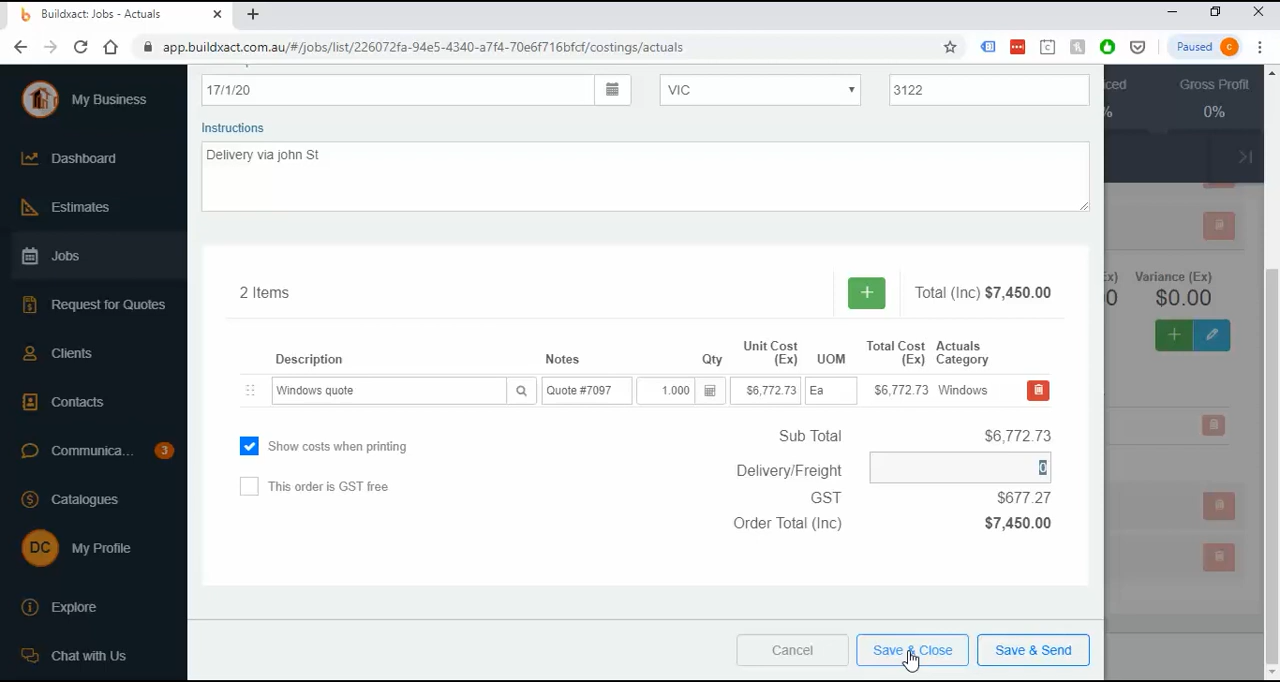 Buildxact: Jobs - Actuals
app.buildxact.com.au/#/jobs/list/226072fa-94e5-4340-a7f4-70e6f716bfcf/costings/actuals
Paused C
My Business
Dashboard
Estimates
Jobs
Request for Quotes
Clients
Contacts
Communica... 3
Catalogues
DC My Profile
Explore
Chat with Us
17/1/20 VIC 3122
Instructions
Delivery via john St
2 Items + Total (Inc) $7,450.00
Description Notes Qty Unit Cost (Ex) UOM Total Cost (Ex) Actuals Category
Windows quote Quote #7097 1.000 $6,772.73 Ea $6,772.73 Windows
Show costs when printing
This order is GST free
Sub Total $6,772.73
Delivery/Freight 0
GST $677.27
Order Total (Inc) $7,450.00
Cancel Save & Close Save & Send
iced Gross Profit
% 0%
Ex) Variance (Ex)
0 $0.00